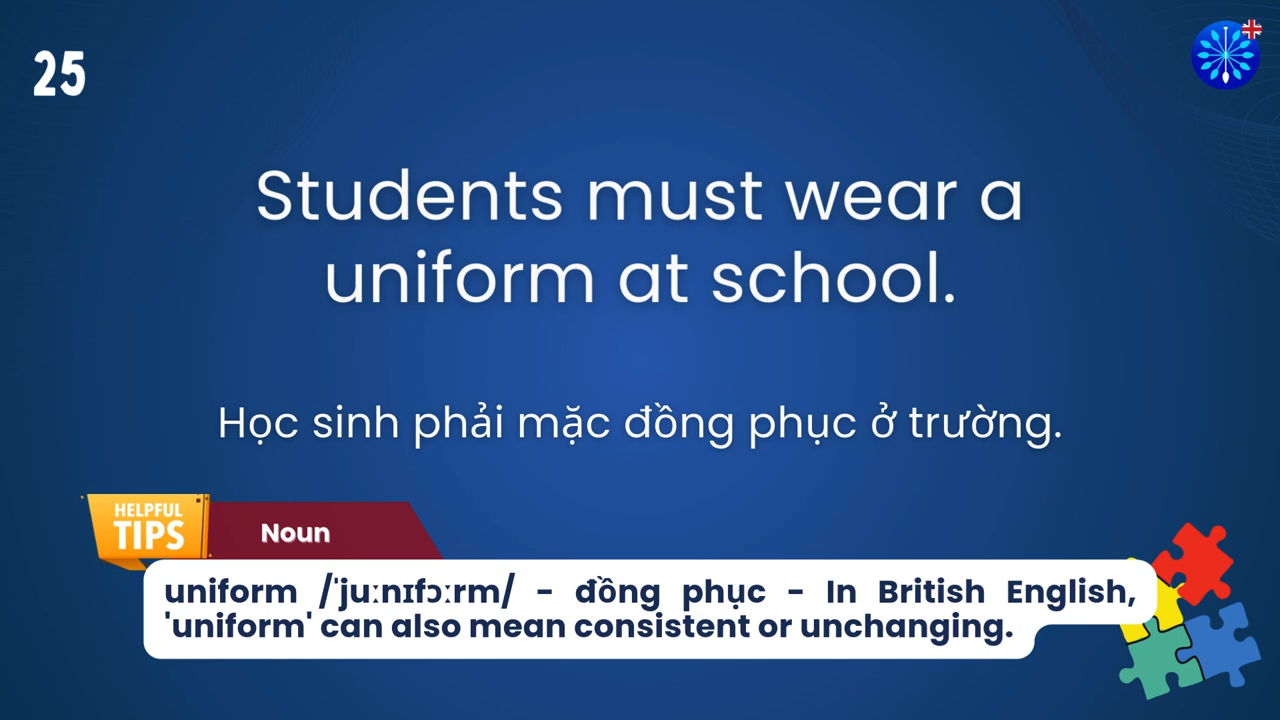 25
Students must wear a
uniform at school.
Học sinh phải mặc đồng phục ở trường.
HELPFUL
TIPS
Noun
uniform /ˈjuːnɪfɔːrm/ - đồng phục - In British English,
'uniform' can also mean consistent or unchanging.